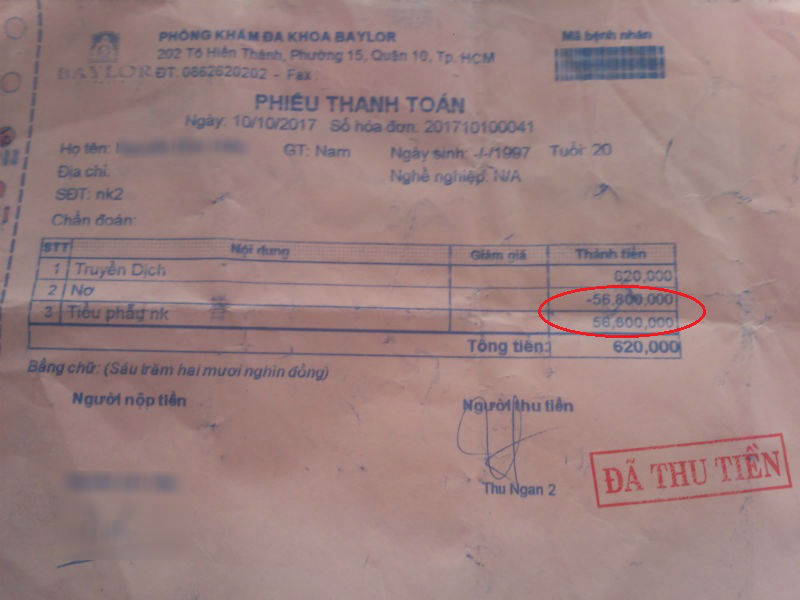 PHÒNG KHÁM ĐA KHOA BAYLOR
Mã bệnh nhân
202 Tô Hiến Thành, Phường 15, Quận 10, Tp. HCM
BAYLOR ĐT. 0862620202 - Fax :
PHIẾU THANH TOÁN
Ngày: 10/10/2017 Số hóa đơn: 201710100041
Họ tên: GT: Nam Ngày sinh: -/-/1997 Tuổi: 20
Địa chỉ: Nghề nghiệp: N/A
SĐT: nk2
Chẩn đoán:
STT Nội dung Giảm giá Thành tiền
1 Truyền Dịch 620,000
2 Nợ -56,800,000
3 Tiểu phẫu nk 56,800,000
Tổng tiền: 620,000
Bằng chữ: (Sáu trăm hai mươi nghìn đồng)
Người nộp tiền Người thu tiền
ĐÃ THU TIỀN
Thu Ngan 2